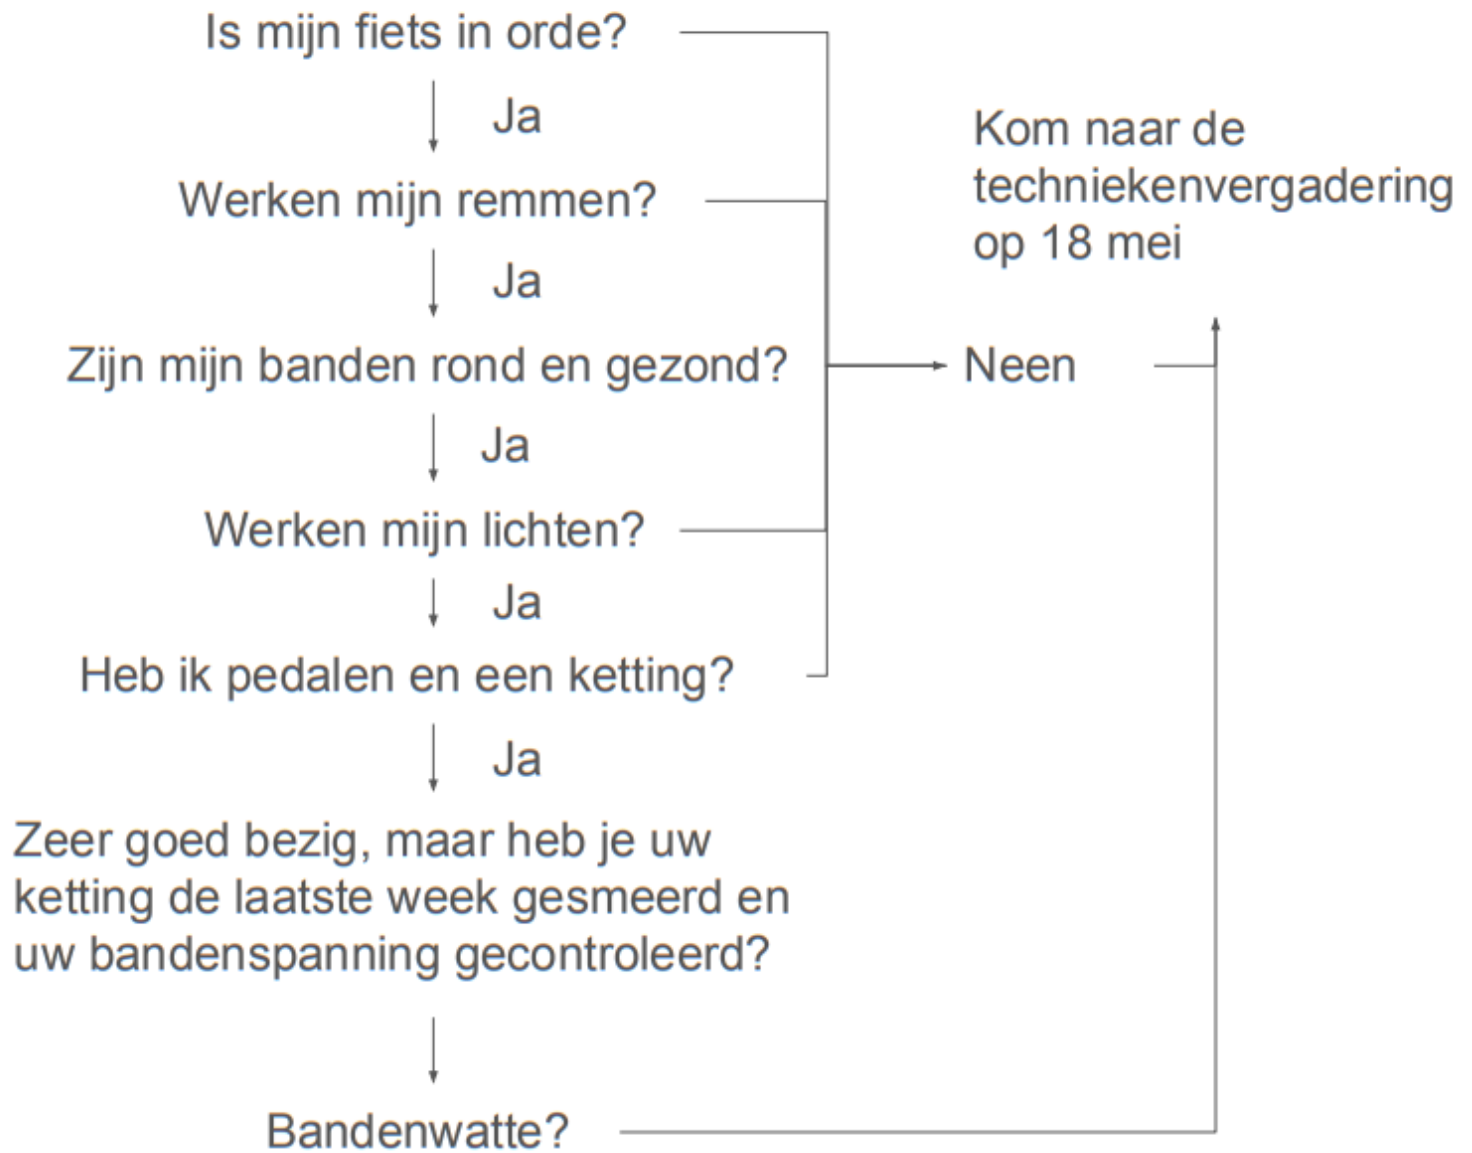 Is mijn fiets in orde?
Ja
Kom naar de
techniekenvergadering
op 18 mei
Werken mijn remmen?
Ja
Zijn mijn banden rond en gezond?
Neen
Ja
Werken mijn lichten?
Ja
Heb ik pedalen en een ketting?
Ja
Zeer goed bezig, maar heb je uw
ketting de laatste week gesmeerd en
uw bandenspanning gecontroleerd?
Bandenwatte?